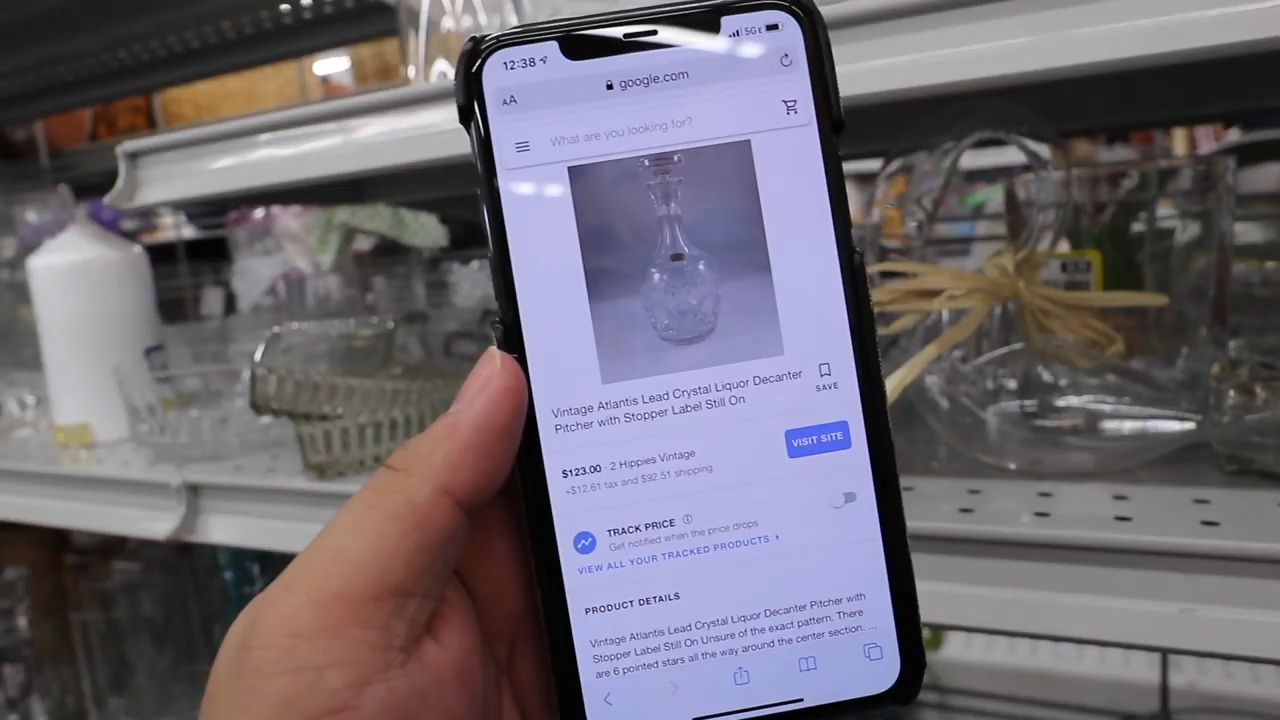 12:38
5GE
AA
google.com
What are you looking for?
Vintage Atlantis Lead Crystal Liquor Decanter
Pitcher with Stopper Label Still On
SAVE
$123.00 · 2 Hippies Vintage
+$12.61 tax and $92.51 shipping
VISIT SITE
TRACK PRICE
Get notified when the price drops
VIEW ALL YOUR TRACKED PRODUCTS
PRODUCT DETAILS
Vintage Atlantis Lead Crystal Liquor Decanter Pitcher with
Stopper Label Still On Unsure of the exact pattern. There
are 6 pointed stars all the way around the center section. ...